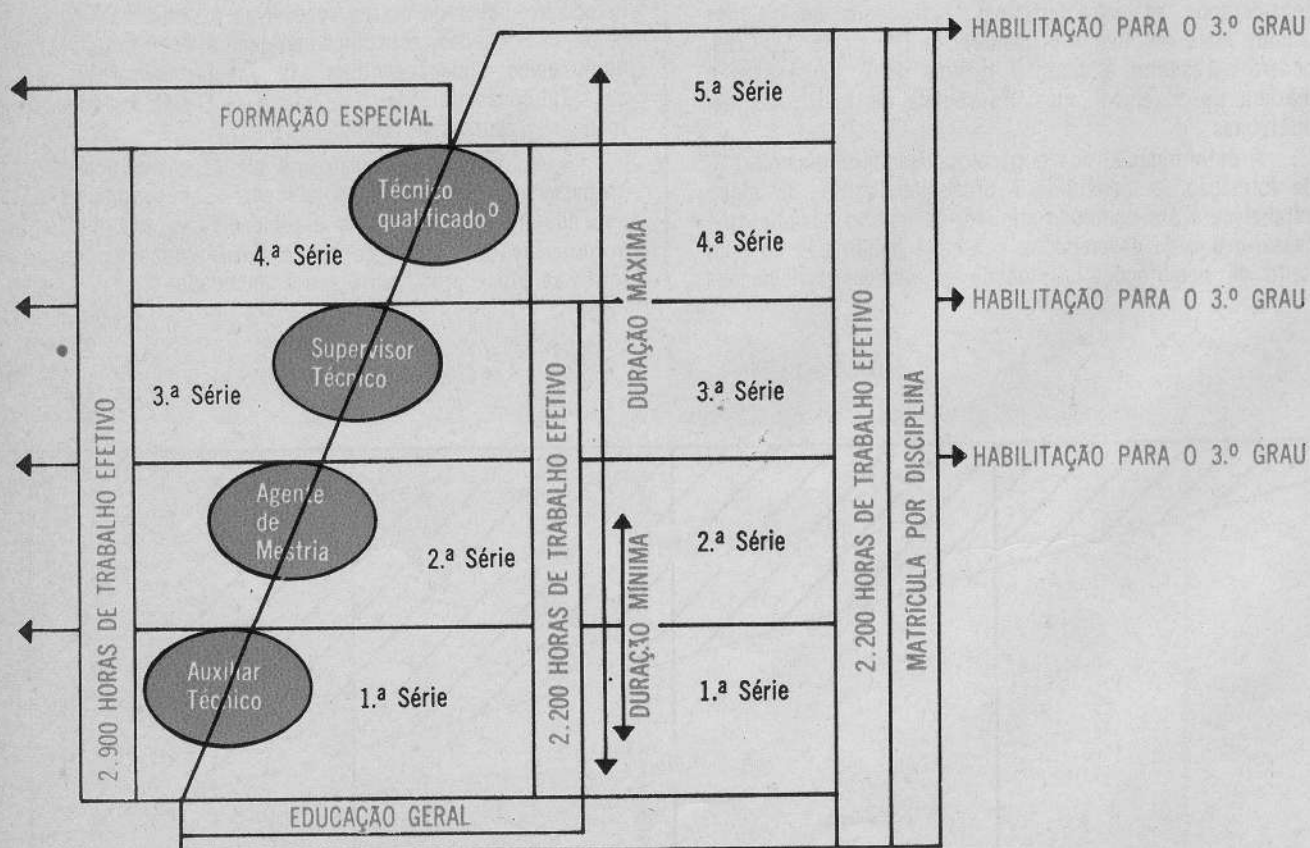 HABILITAÇÃO PARA O 3.º GRAU
5.ª Série
FORMAÇÃO ESPECIAL
Técnico
qualificado º
4.ª Série
4.ª Série
DURAÇÃO MÁXIMA
HABILITAÇÃO PARA O 3.º GRAU
Supervisor
Técnico
3.ª Série
3.ª Série
HABILITAÇÃO PARA O 3.º GRAU
Agente
de
Mestria
2.ª Série
2.ª Série
DURAÇÃO MÍNIMA
Auxiliar
Técnico
1.ª Série
1.ª Série
2.900 HORAS DE TRABALHO EFETIVO
2.200 HORAS DE TRABALHO EFETIVO
2.200 HORAS DE TRABALHO EFETIVO
MATRÍCULA POR DISCIPLINA
EDUCAÇÃO GERAL